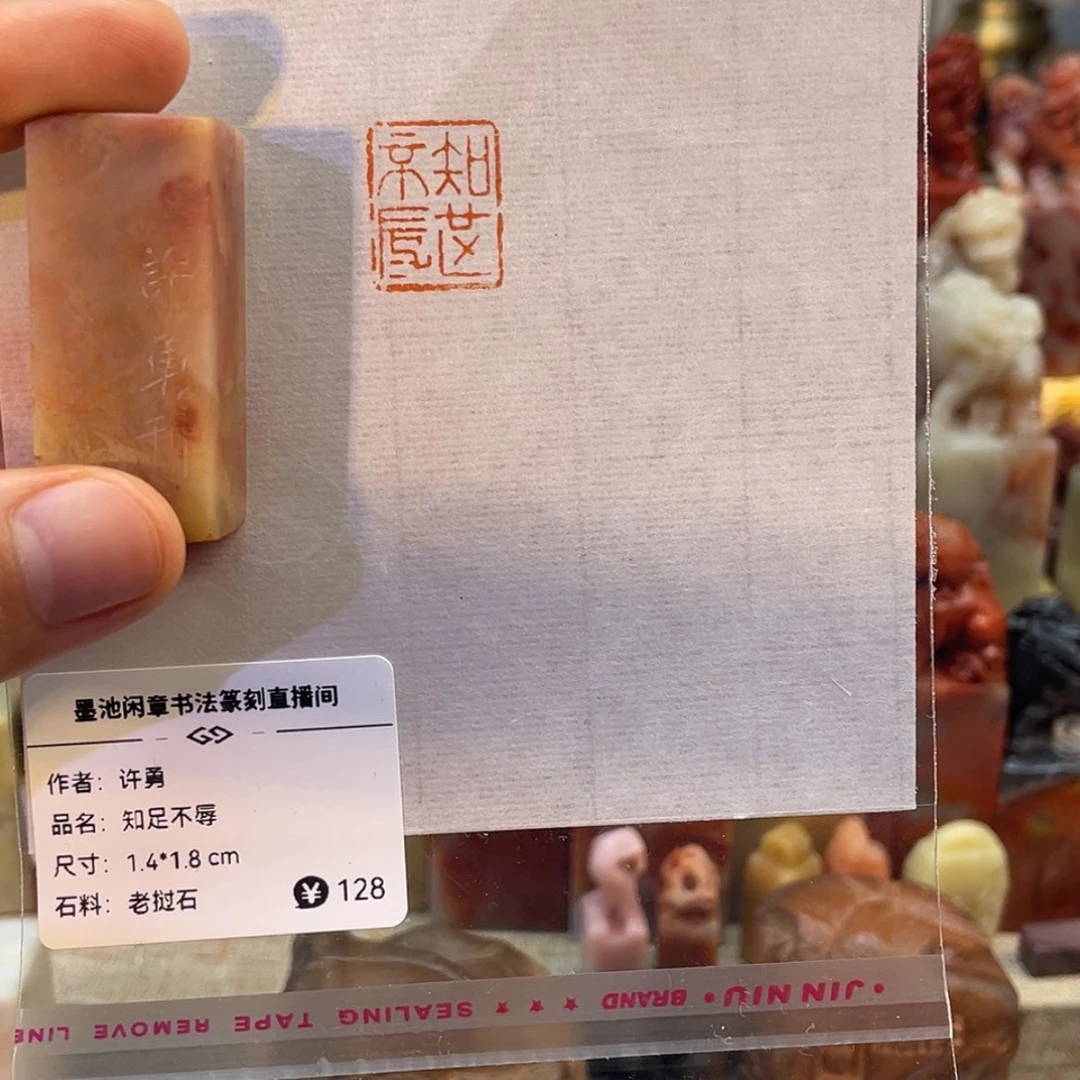 知足
不辱
許勇
墨池闲章书法篆刻直播间
作者：许勇
品名：知足不辱
尺寸：1.4*1.8 cm
石料：老挝石
¥ 128
• JIN NIU • BRAND ★ ★ ★ SEALING TAPE REMOVE LINE